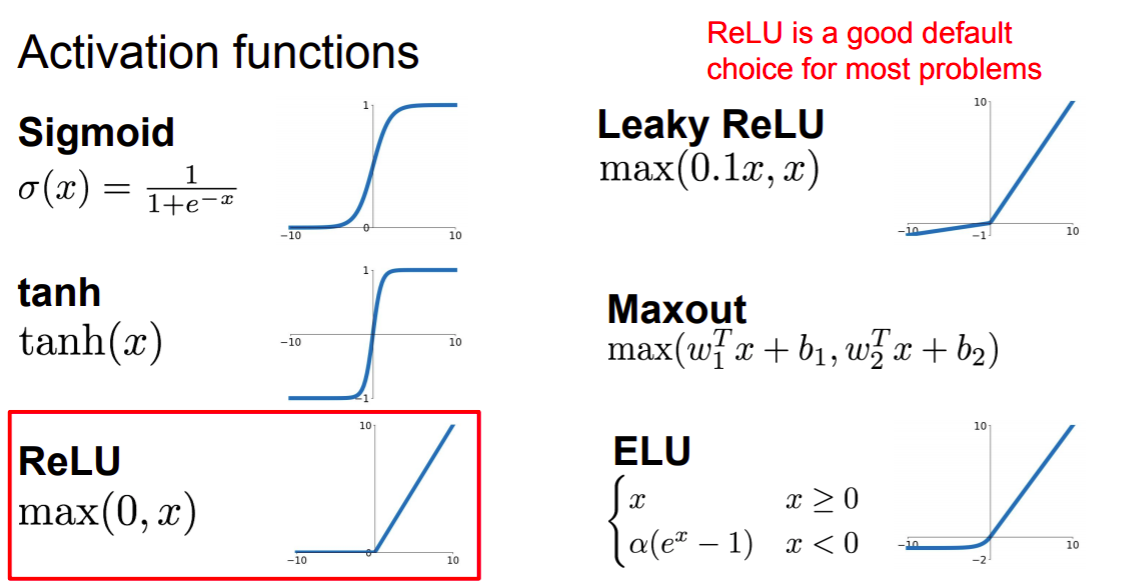 Activation functions
ReLU is a good default
choice for most problems
Sigmoid
σ(x) = 1/(1+e^{-x})
1
0
-10
10
tanh
tanh(x)
1
-10
10
-1
ReLU
max(0, x)
10
0
-10
10
Leaky ReLU
max(0.1x, x)
10
-10
-1
10
Maxout
max(w_1^T x + b_1, w_2^T x + b_2)
ELU
{ x x ≥ 0
α(e^x − 1) x < 0
10
-10
-2
10